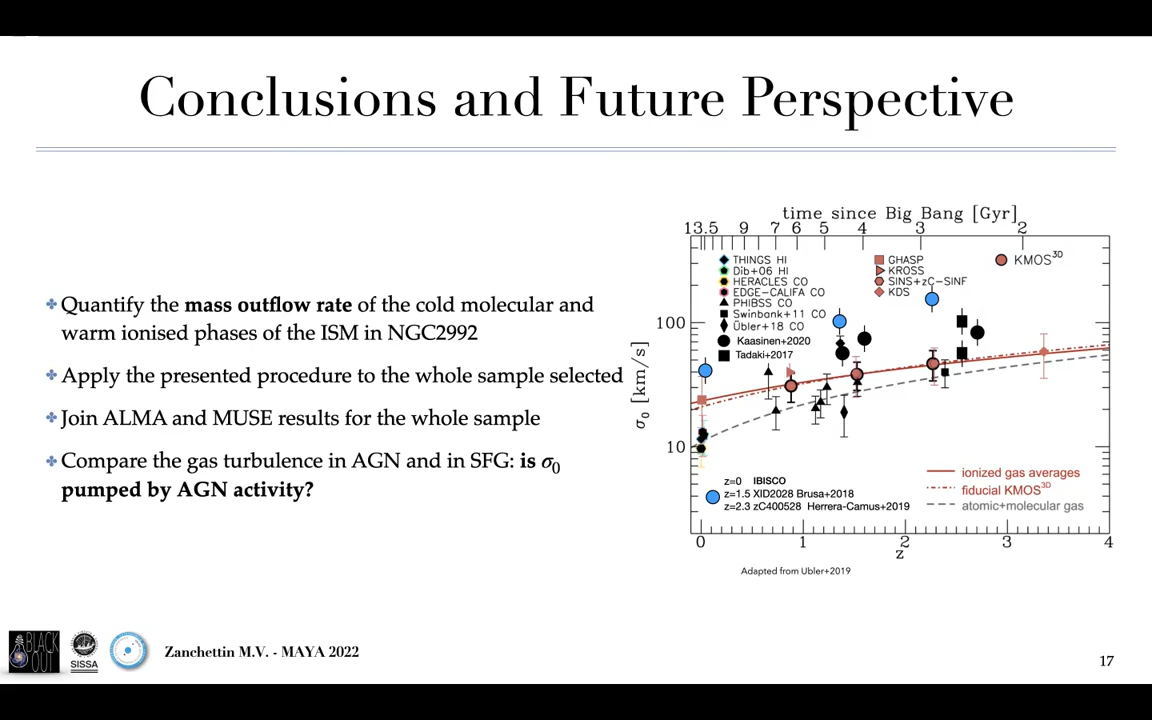 Conclusions and Future Perspective
✤Quantify the mass outflow rate of the cold molecular and
warm ionised phases of the ISM in NGC2992
✤Apply the presented procedure to the whole sample selected
✤Join ALMA and MUSE results for the whole sample
✤Compare the gas turbulence in AGN and in SFG: is σ0
pumped by AGN activity?
time since Big Bang [Gyr]
13.5 9 7 6 5 4 3 2
THINGS HI
Dib+06 HI
HERACLES CO
EDGE-CALIFA CO
PHIBSS CO
Swinbank+11 CO
Übler+18 CO
Kaasinen+2020
Tadaki+2017
GHASP
KROSS
SINS+zC-SINF
KDS
KMOS3D
100
10
σ0 [km/s]
z=0 IBISCO
z=1.5 XID2028 Brusa+2018
z=2.3 zC400528 Herrera-Camus+2019
ionized gas averages
fiducial KMOS3D
atomic+molecular gas
0 1 2 3 4
z
Adapted from Ubler+2019
BLACK
OUT
SISSA
Zanchettin M.V. - MAYA 2022
17